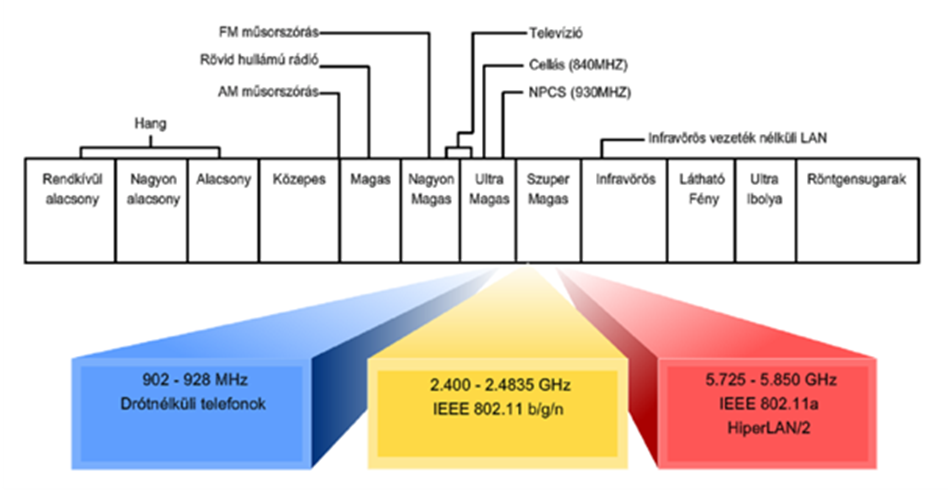 FM műsorszórás
Televízió
Rövid hullámú rádió
Cellás (840MHZ)
AM műsorszórás
NPCS (930MHZ)
Hang
Infravörös vezeték nélküli LAN
Rendkívül
alacsony
Nagyon
alacsony
Alacsony
Közepes
Magas
Nagyon
Magas
Ultra
Magas
Szuper
Magas
Infravörös
Látható
Fény
Ultra
Ibolya
Röntgensugarak
902 - 928 MHz
Drótnélküli telefonok
2.400 - 2.4835 GHz
IEEE 802.11 b/g/n
5.725 - 5.850 GHz
IEEE 802.11a
HiperLAN/2